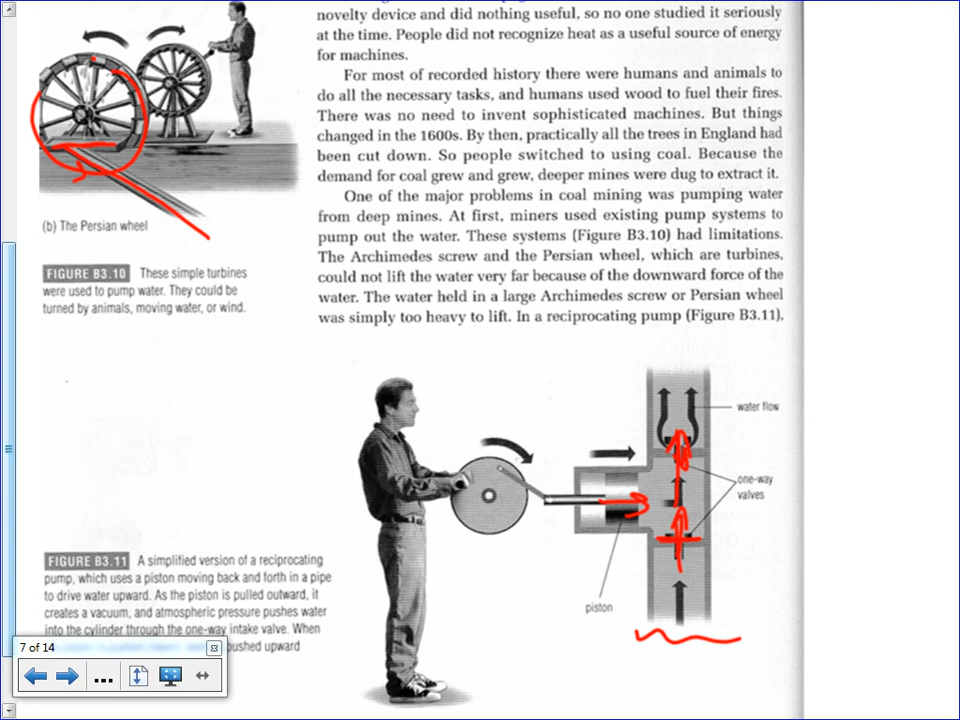 novelty device and did nothing useful, so no one studied it seriously
at the time. People did not recognize heat as a useful source of energy
for machines.
For most of recorded history there were humans and animals to
do all the necessary tasks, and humans used wood to fuel their fires.
There was no need to invent sophisticated machines. But things
changed in the 1600s. By then, practically all the trees in England had
been cut down. So people switched to using coal. Because the
demand for coal grew and grew, deeper mines were dug to extract it.
One of the major problems in coal mining was pumping water
from deep mines. At first, miners used existing pump systems to
pump out the water. These systems (Figure B3.10) had limitations.
The Archimedes screw and the Persian wheel, which are turbines,
could not lift the water very far because of the downward force of the
water. The water held in a large Archimedes screw or Persian wheel
was simply too heavy to lift. In a reciprocating pump (Figure B3.11),
(b) The Persian wheel
FIGURE B3.10 These simple turbines
were used to pump water. They could be
turned by animals, moving water, or wind.
water flow
one-way
valves
piston
FIGURE B3.11 A simplified version of a reciprocating
pump, which uses a piston moving back and forth in a pipe
to drive water upward. As the piston is pulled outward, it
creates a vacuum, and atmospheric pressure pushes water
into the cylinder through the one-way intake valve. When
pushed upward
7 of 14